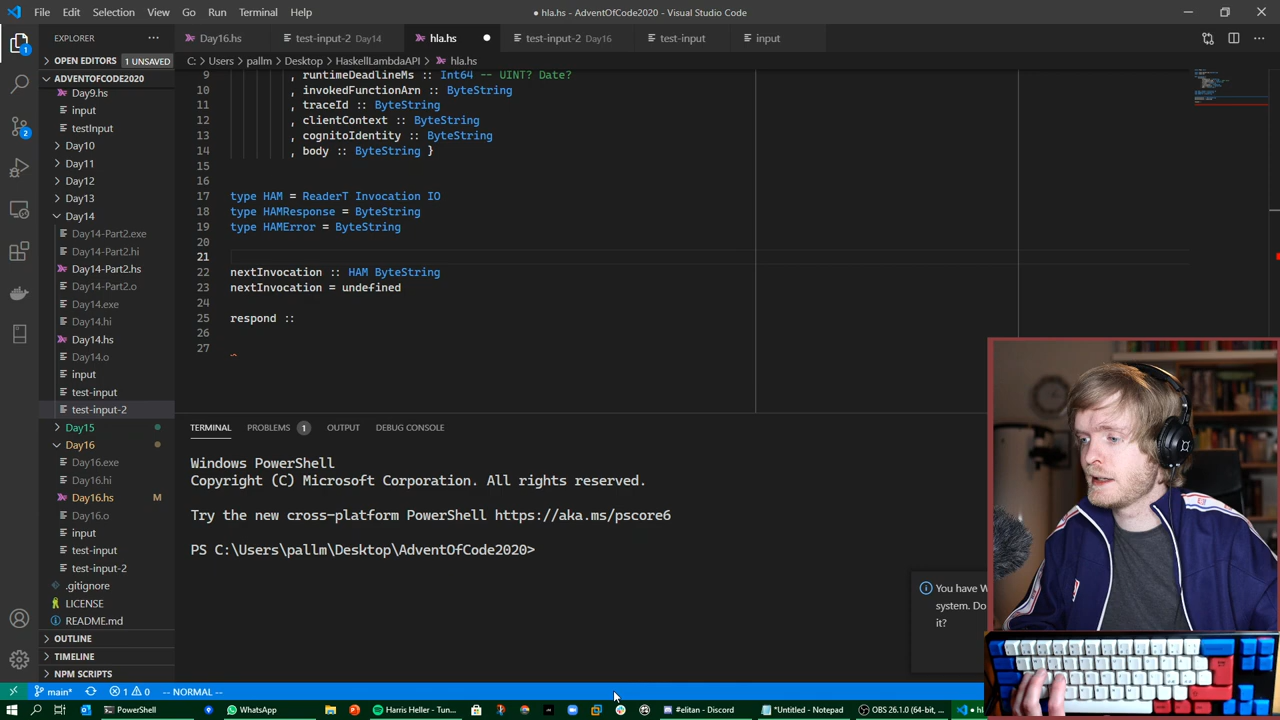 File Edit Selection View Go Run Terminal Help
● hla.hs - AdventOfCode2020 - Visual Studio Code
EXPLORER
Day16.hs
test-input-2 Day14
hla.hs
test-input-2 Day16
test-input
input
OPEN EDITORS 1 UNSAVED
C: > Users > pallm > Desktop > HaskellLambdaAPI > hla.hs
ADVENTOFCODE2020
Day9.hs
input
testInput
Day10
Day11
Day12
Day13
Day14
Day14-Part2.exe
Day14-Part2.hi
Day14-Part2.hs
Day14-Part2.o
Day14.exe
Day14.hi
Day14.hs
Day14.o
input
test-input
test-input-2
Day15
Day16
Day16.exe
Day16.hi
Day16.hs M
Day16.o
input
test-input
test-input-2
.gitignore
LICENSE
README.md
OUTLINE
TIMELINE
NPM SCRIPTS
9 , runtimeDeadlineMs :: Int64 -- UINT? Date?
10 , invokedFunctionArn :: ByteString
11 , traceId :: ByteString
12 , clientContext :: ByteString
13 , cognitoIdentity :: ByteString
14 , body :: ByteString }
15
16
17 type HAM = ReaderT Invocation IO
18 type HAMResponse = ByteString
19 type HAMError = ByteString
20
21
22 nextInvocation :: HAM ByteString
23 nextInvocation = undefined
24
25 respond ::
26
27
TERMINAL PROBLEMS 1 OUTPUT DEBUG CONSOLE
Windows PowerShell
Copyright (C) Microsoft Corporation. All rights reserved.
Try the new cross-platform PowerShell https://aka.ms/pscore6
PS C:\Users\pallm\Desktop\AdventOfCode2020>
You have W
system. Do
it?
1
2
main* 1 0 -- NORMAL --
PowerShell
WhatsApp
Harris Heller - Tun...
#elitan - Discord
*Untitled - Notepad
OBS 26.1.0 (64-bit, ...
● hl